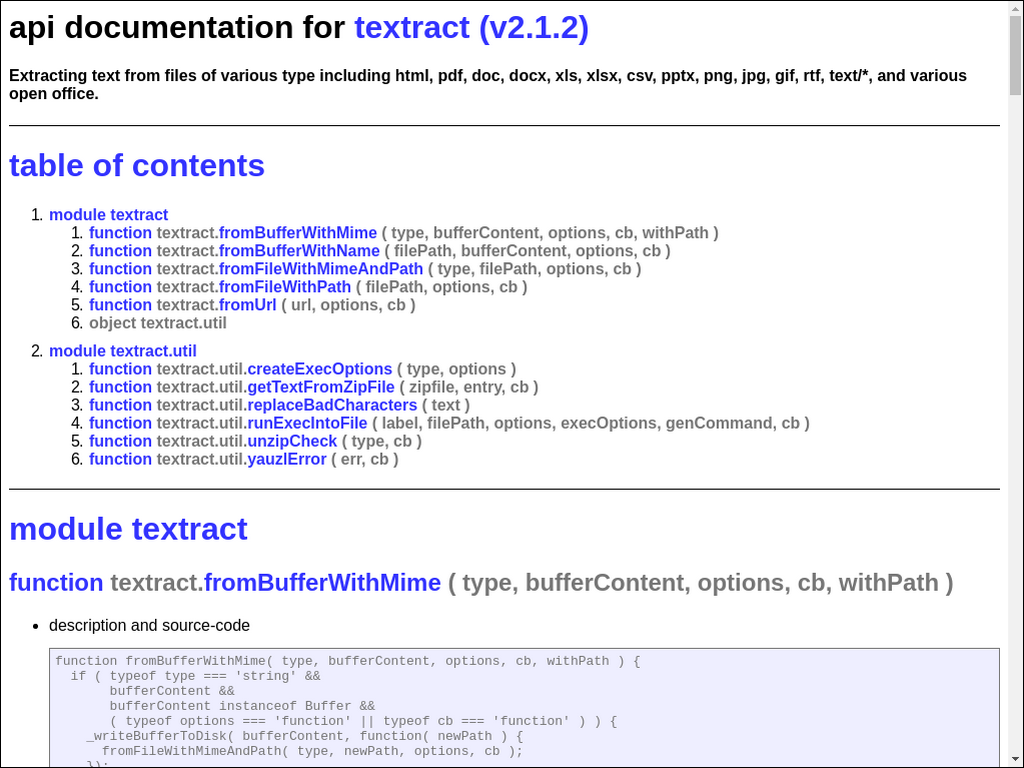 api documentation for textract (v2.1.2)
Extracting text from files of various type including html, pdf, doc, docx, xls, xlsx, csv, pptx, png, jpg, gif, rtf, text/*, and various
open office.
table of contents
1. module textract
1. function textract.fromBufferWithMime ( type, bufferContent, options, cb, withPath )
2. function textract.fromBufferWithName ( filePath, bufferContent, options, cb )
3. function textract.fromFileWithMimeAndPath ( type, filePath, options, cb )
4. function textract.fromFileWithPath ( filePath, options, cb )
5. function textract.fromUrl ( url, options, cb )
6. object textract.util
2. module textract.util
1. function textract.util.createExecOptions ( type, options )
2. function textract.util.getTextFromZipFile ( zipfile, entry, cb )
3. function textract.util.replaceBadCharacters ( text )
4. function textract.util.runExecIntoFile ( label, filePath, options, execOptions, genCommand, cb )
5. function textract.util.unzipCheck ( type, cb )
6. function textract.util.yauzlError ( err, cb )
module textract
function textract.fromBufferWithMime ( type, bufferContent, options, cb, withPath )
• description and source-code
function fromBufferWithMime( type, bufferContent, options, cb, withPath ) {
  if ( typeof type === 'string' &&
       bufferContent &&
       bufferContent instanceof Buffer &&
       ( typeof options === 'function' || typeof cb === 'function' ) ) {
    _writeBufferToDisk( bufferContent, function( newPath ) {
      fromFileWithMimeAndPath( type, newPath, options, cb );
    });